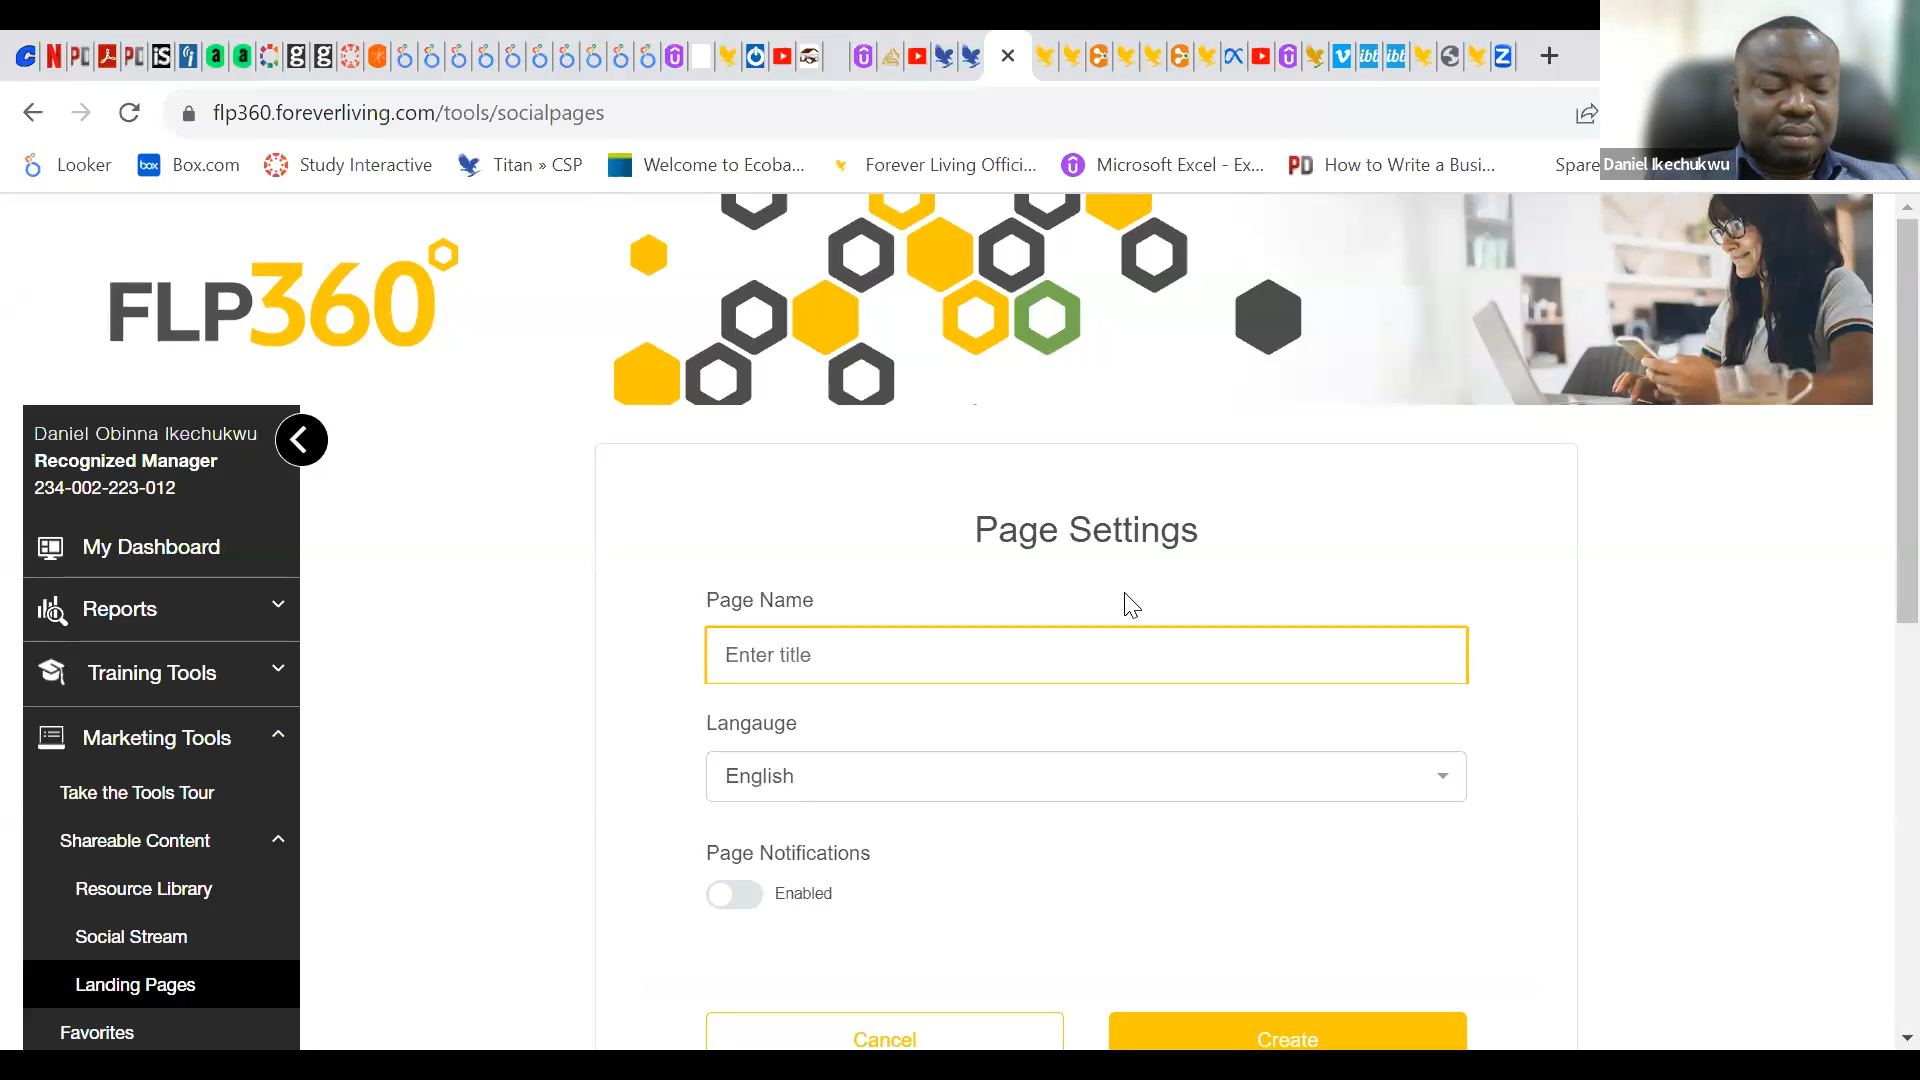 flp360.foreverliving.com/tools/socialpages
Looker
Box.com
Study Interactive
Titan » CSP
Welcome to Ecoba...
Forever Living Offici...
Microsoft Excel - Ex...
How to Write a Busi...
Spare
Daniel Ikechukwu
FLP360
Daniel Obinna Ikechukwu
Recognized Manager
234-002-223-012
My Dashboard
Reports
Training Tools
Marketing Tools
Take the Tools Tour
Shareable Content
Resource Library
Social Stream
Landing Pages
Favorites
Page Settings
Page Name
Enter title
Langauge
English
Page Notifications
Enabled
Cancel
Create